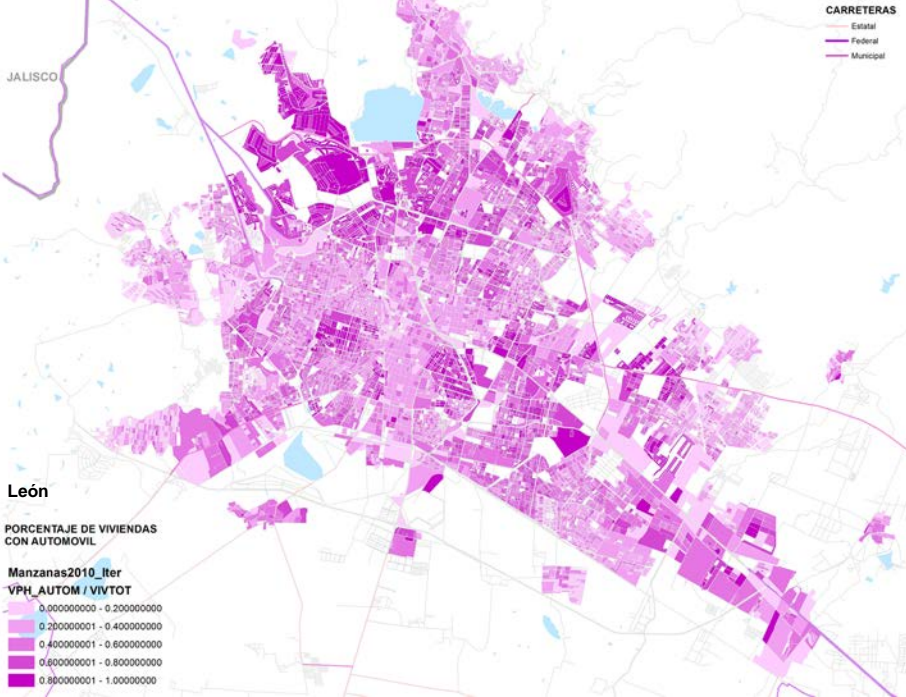 CARRETERAS
Estatal
Federal
Municipal
JALISCO
León
PORCENTAJE DE VIVIENDAS
CON AUTOMOVIL
Manzanas2010_Iter
VPH_AUTOM / VIVTOT
0.000000000 - 0.200000000
0.200000001 - 0.400000000
0.400000001 - 0.600000000
0.600000001 - 0.800000000
0.800000001 - 1.00000000